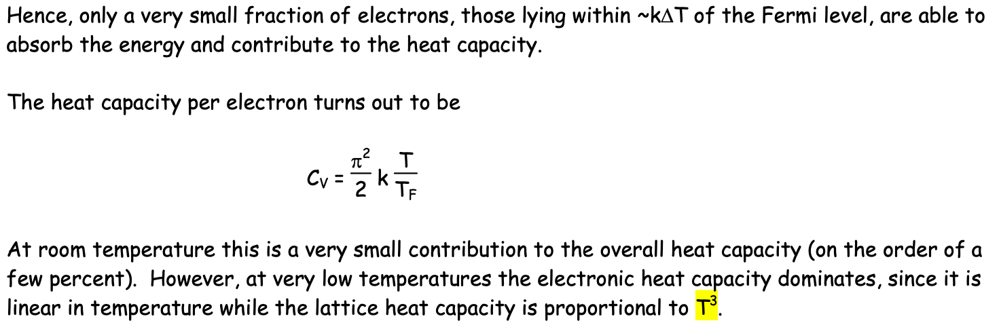 Hence, only a very small fraction of electrons, those lying within ~kΔT of the Fermi level, are able to
absorb the energy and contribute to the heat capacity.
The heat capacity per electron turns out to be
C_V = π²/2 k T/T_F
At room temperature this is a very small contribution to the overall heat capacity (on the order of a
few percent). However, at very low temperatures the electronic heat capacity dominates, since it is
linear in temperature while the lattice heat capacity is proportional to T³.